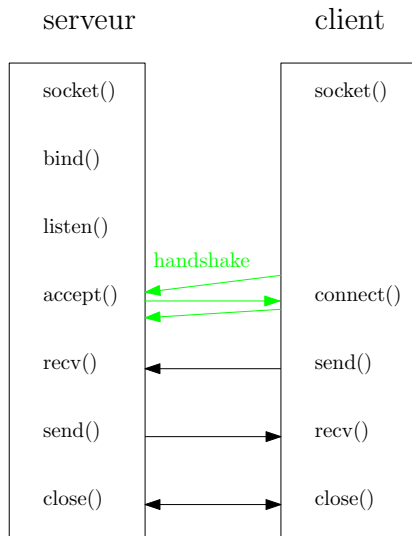 serveur client
socket() socket()
bind()
listen()
handshake
accept() connect()
recv() send()
send() recv()
close() close()